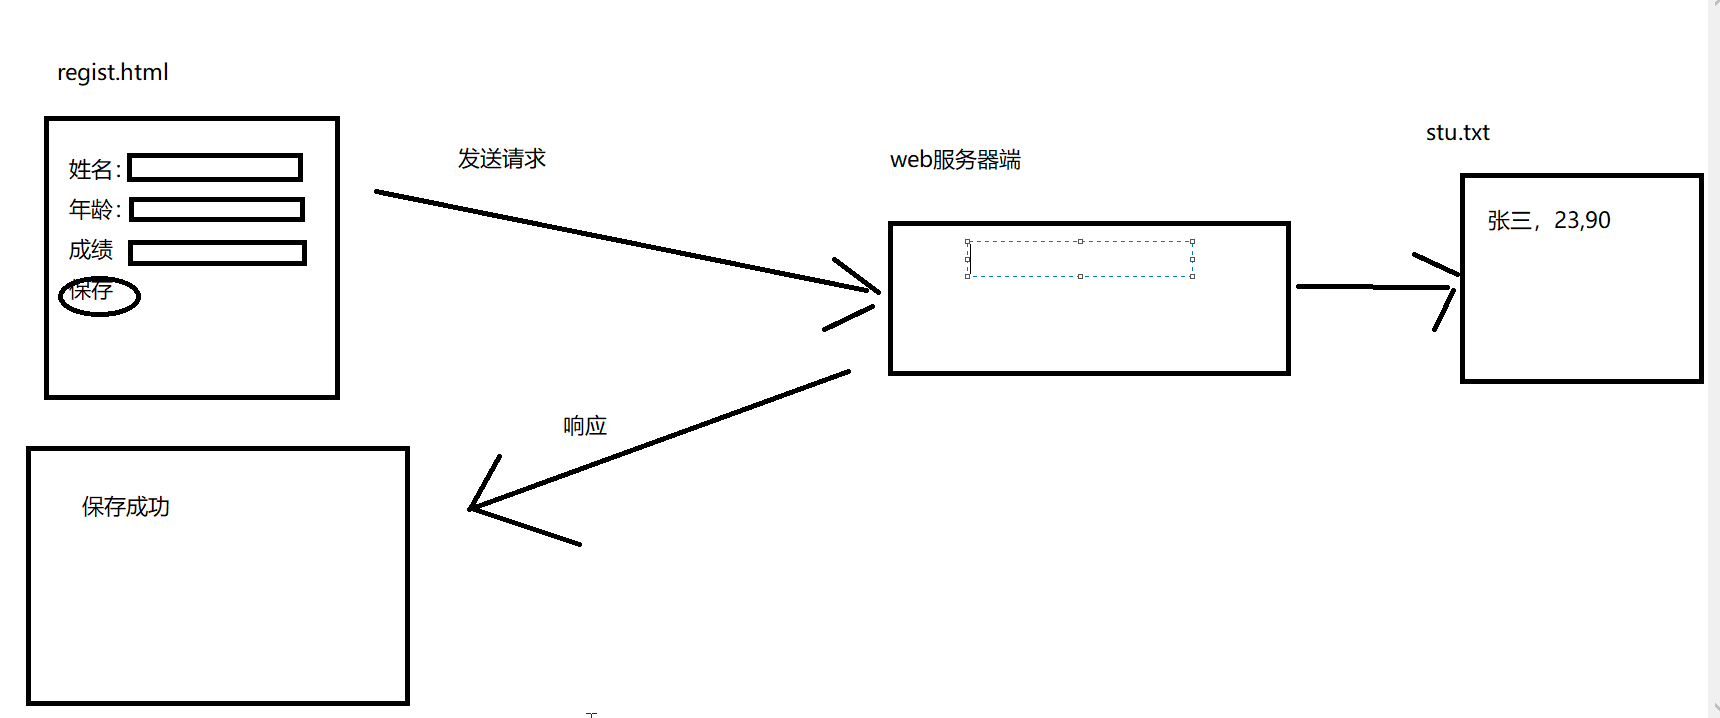 regist.html
姓名：
年龄：
成绩
保存
发送请求
web服务器端
stu.txt
张三，23,90
响应
保存成功